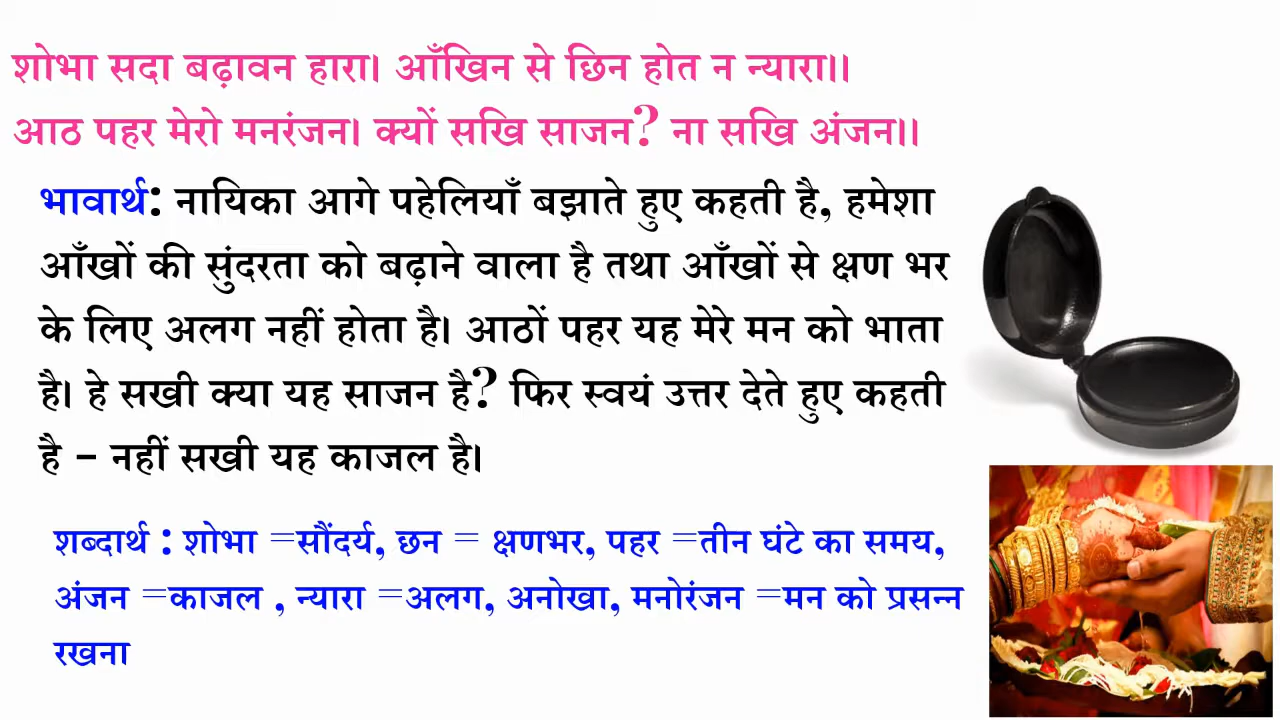 शोभा सदा बढ़ावन हारा। आँखिन से छिन होत न न्यारा॥
आठ पहर मेरो मनरंजन। क्यों सखि साजन? ना सखि अंजन॥
भावार्थ: नायिका आगे पहेलियाँ बझाते हुए कहती है, हमेशा
आँखों की सुंदरता को बढ़ाने वाला है तथा आँखों से क्षण भर
के लिए अलग नहीं होता है। आठों पहर यह मेरे मन को भाता
है। हे सखी क्या यह साजन है? फिर स्वयं उत्तर देते हुए कहती
है - नहीं सखी यह काजल है।
शब्दार्थ : शोभा =सौंदर्य, छन = क्षणभर, पहर =तीन घंटे का समय,
अंजन =काजल , न्यारा =अलग, अनोखा, मनोरंजन =मन को प्रसन्न
रखना